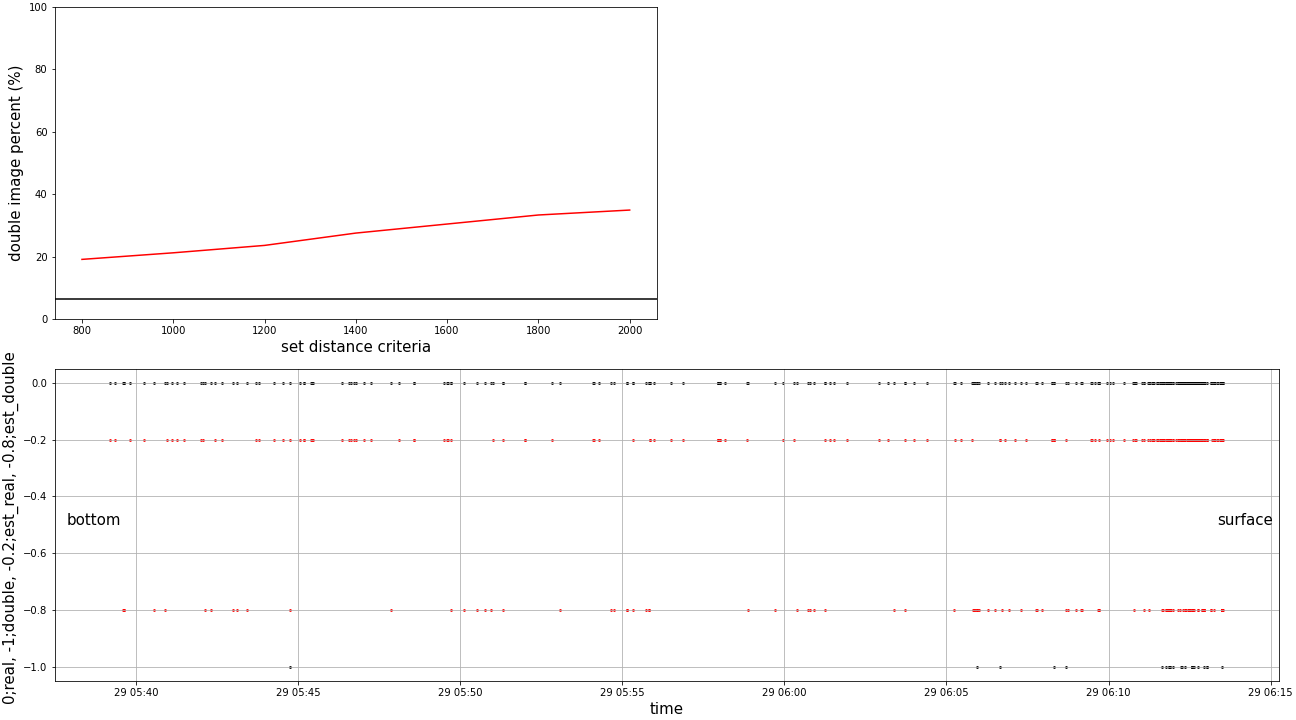 100
80
60
40
20
0
double image percent (%)
800 1000 1200 1400 1600 1800 2000
set distance criteria
0.0
−0.2
−0.4
−0.6
−0.8
−1.0
0;real, -1;double, -0.2;est_real, -0.8;est_double
bottom
surface
29 05:40 29 05:45 29 05:50 29 05:55 29 06:00 29 06:05 29 06:10 29 06:15
time